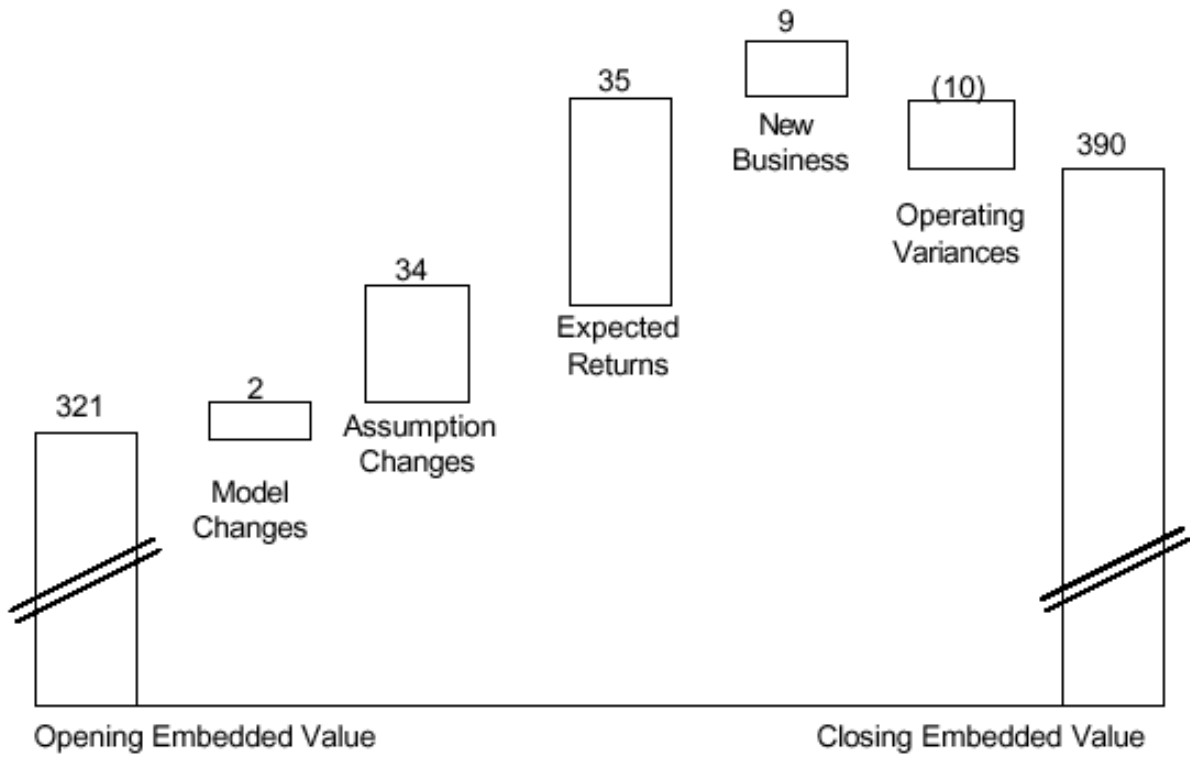 9
35
(10)
New
Business
390
Operating
Variances
34
Expected
Returns
2
321
Assumption
Changes
Model
Changes
Opening Embedded Value
Closing Embedded Value